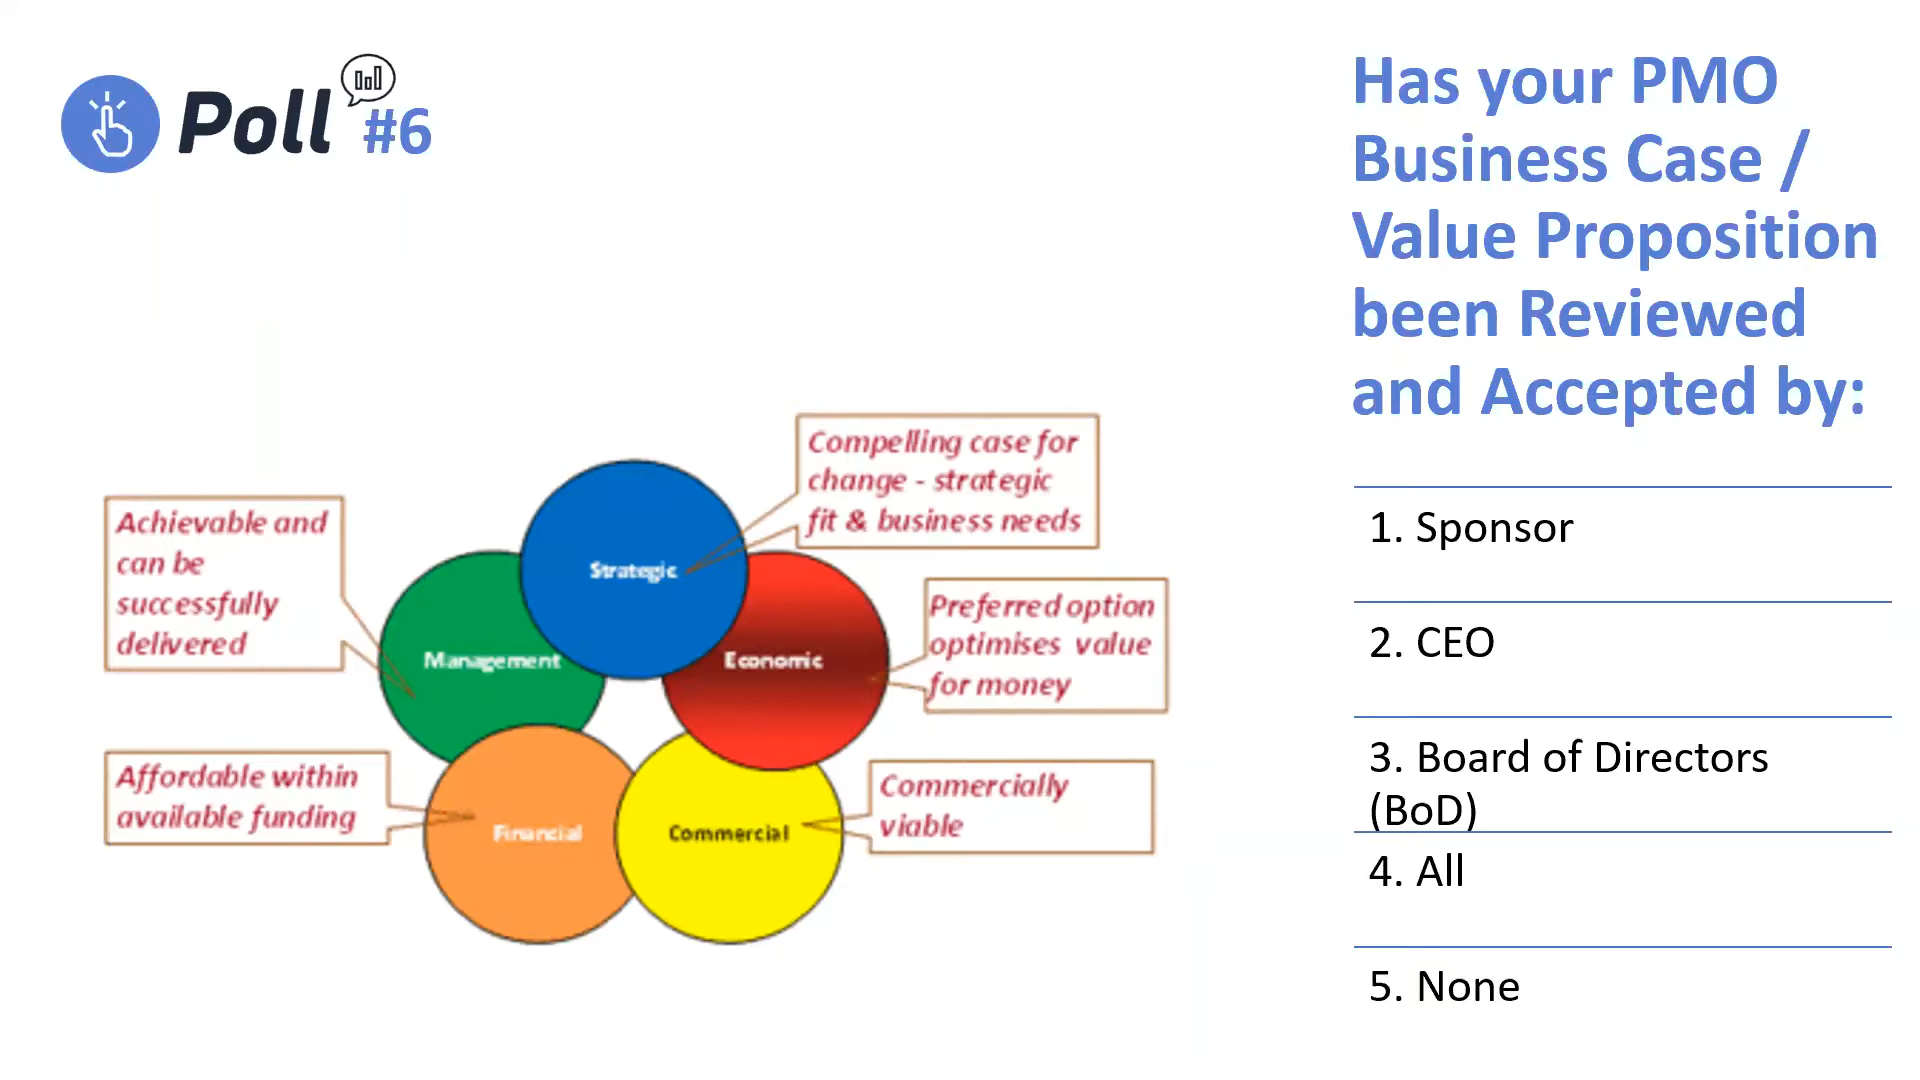 Poll
#6
Has your PMO
Business Case /
Value Proposition
been Reviewed
and Accepted by:
Compelling case for
change - strategic
fit & business needs
Achievable and
can be
successfully
delivered
Strategic
Preferred option
optimises value
for money
Management
Economic
Affordable within
available funding
Commercially
viable
Financial
Commercial
1. Sponsor
2. CEO
3. Board of Directors
(BoD)
4. All
5. None